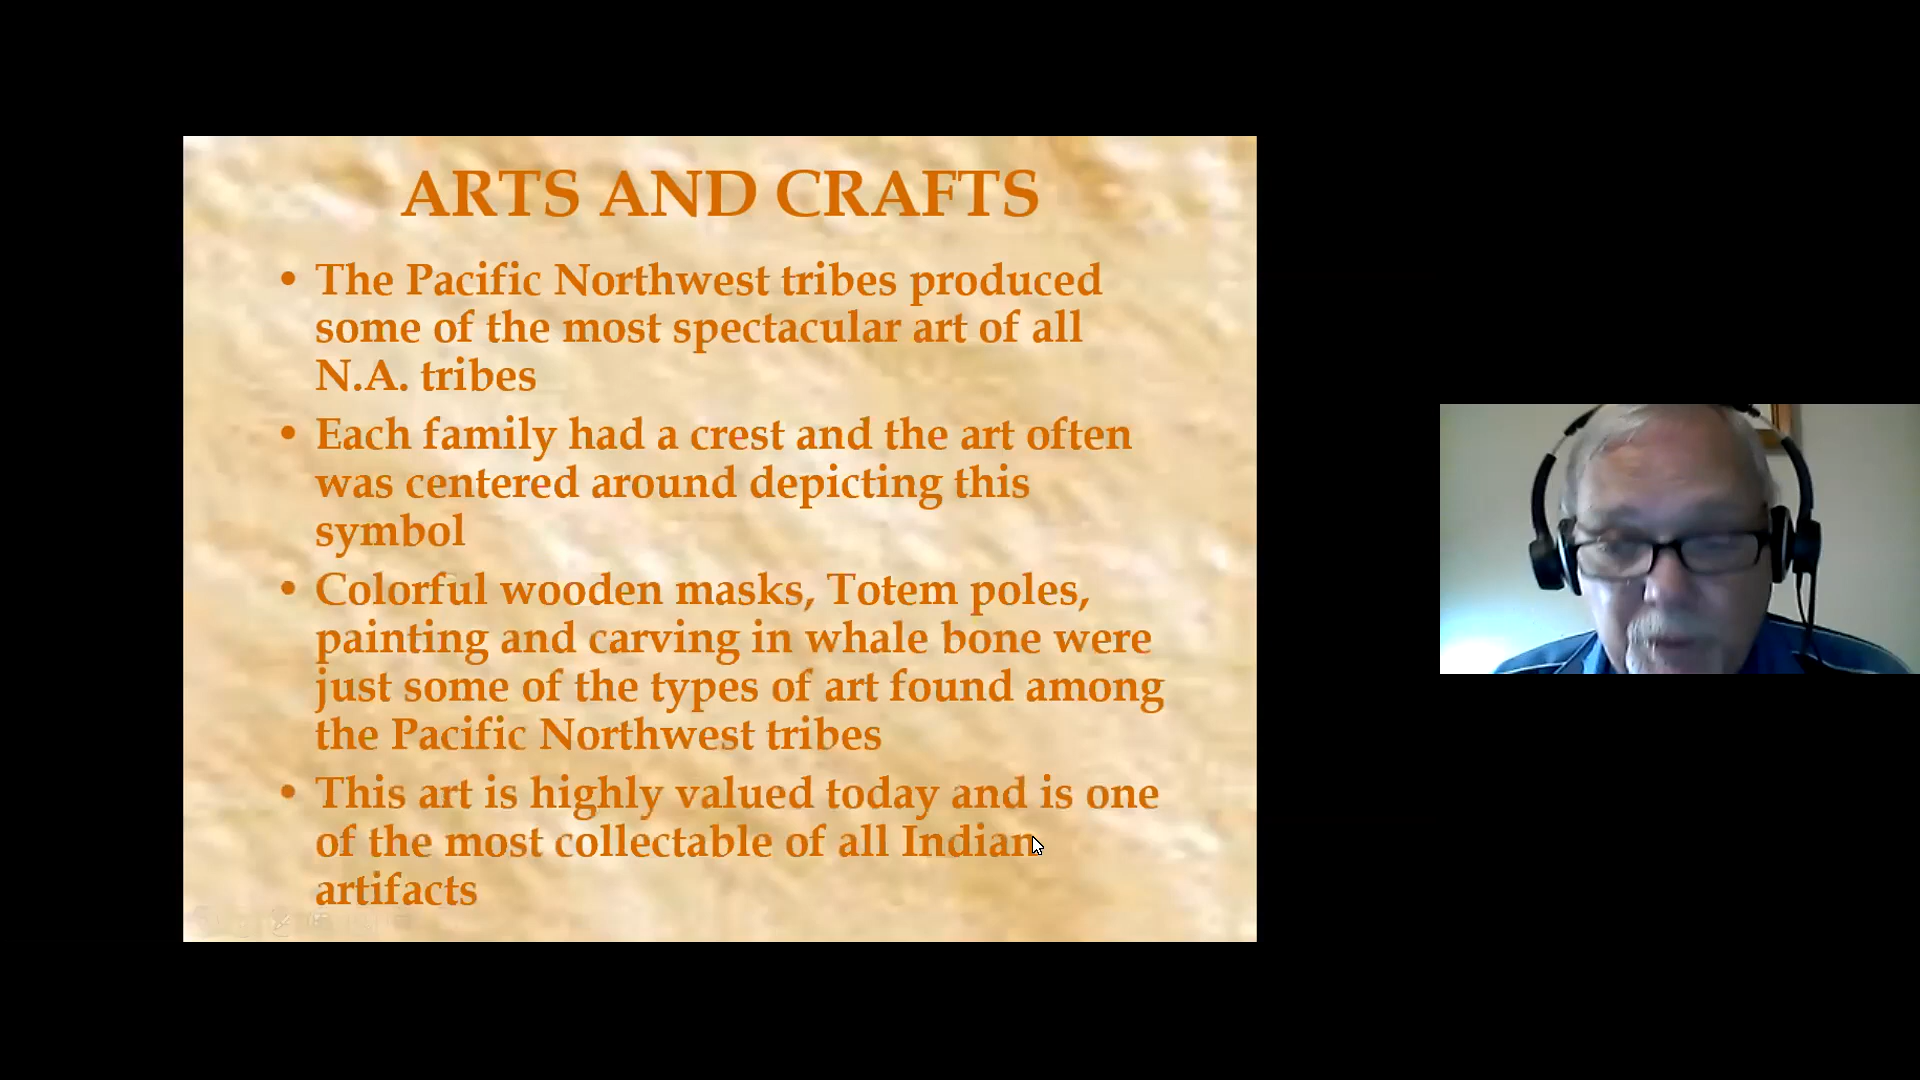 ARTS AND CRAFTS
• The Pacific Northwest tribes produced
some of the most spectacular art of all
N.A. tribes
• Each family had a crest and the art often
was centered around depicting this
symbol
• Colorful wooden masks, Totem poles,
painting and carving in whale bone were
just some of the types of art found among
the Pacific Northwest tribes
• This art is highly valued today and is one
of the most collectable of all Indian
artifacts